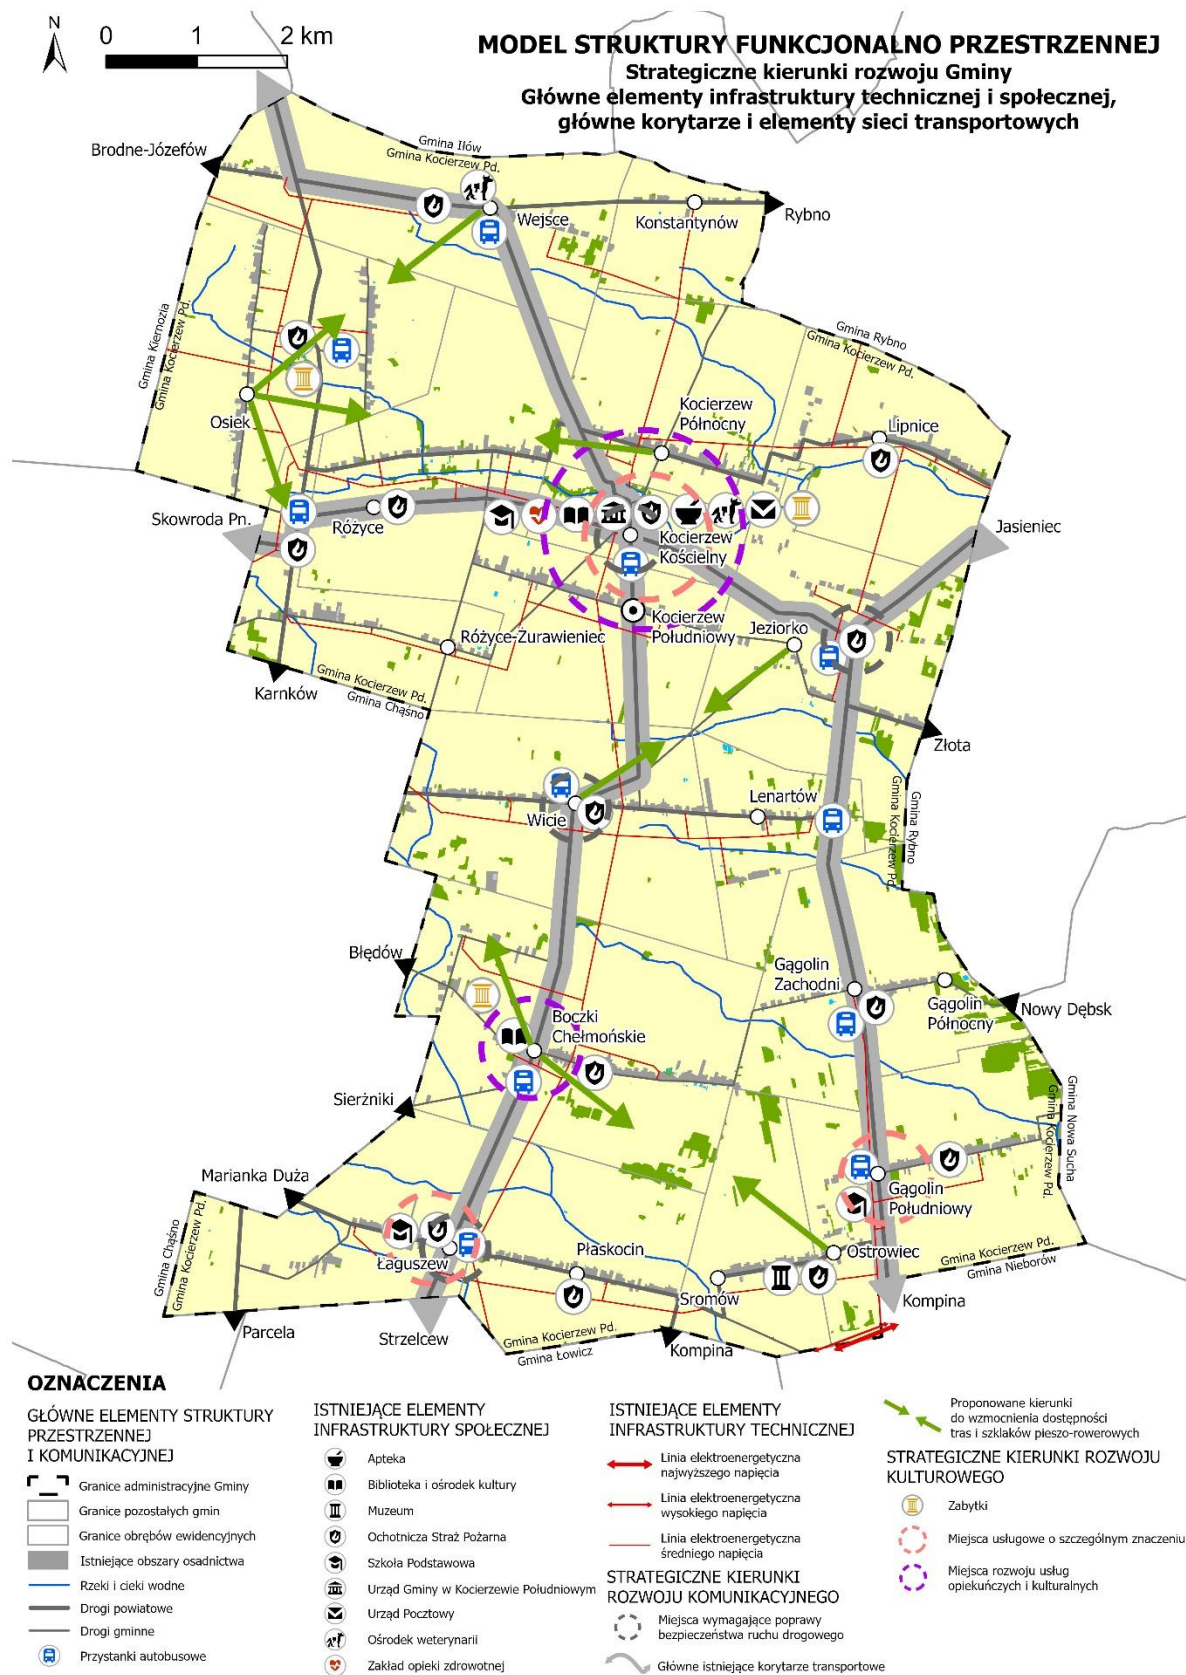 N
0 1 2 km
MODEL STRUKTURY FUNKCJONALNO PRZESTRZENNEJ
Strategiczne kierunki rozwoju Gminy
Główne elementy infrastruktury technicznej i społecznej,
główne korytarze i elementy sieci transportowych
Gmina Iłów
Gmina Kocierzew Pd.
Brodne-Józefów
Wejsce
Konstantynów
Rybno
Gmina Kiernozia
Gmina Kocierzew Pd.
Gmina Rybno
Gmina Kocierzew Pd.
Osiek
Kocierzew
Północny
Lipnice
Skowroda Pn.
Różyce
Kocierzew
Kościelny
Jasieniec
Kocierzew
Południowy
Jeziorko
Różyce-Żurawieniec
Karnków
Gmina Kocierzew Pd.
Gmina Chąśno
Złota
Gmina Rybno
Gmina Kocierzew Pd.
Wicie
Lenartów
Błędów
Gągolin
Zachodni
Gągolin
Północny
Nowy Dębsk
Boczki
Chełmońskie
Sierżniki
Gmina Nowa Sucha
Gmina Kocierzew Pd.
Marianka Duża
Gągolin
Południowy
Gmina Chąśno
Gmina Kocierzew Pd.
Łaguszew
Płaskocin
Ostrowiec
Gmina Kocierzew Pd.
Gmina Nieborów
Sromów
Kompina
Parcela
Strzelcew
Gmina Kocierzew Pd.
Gmina Łowicz
Kompina
OZNACZENIA
GŁÓWNE ELEMENTY STRUKTURY
PRZESTRZENNEJ
I KOMUNIKACYJNEJ
Granice administracyjne Gminy
Granice pozostałych gmin
Granice obrębów ewidencyjnych
Istniejące obszary osadnictwa
Rzeki i cieki wodne
Drogi powiatowe
Drogi gminne
Przystanki autobusowe
ISTNIEJĄCE ELEMENTY
INFRASTRUKTURY SPOŁECZNEJ
Apteka
Biblioteka i ośrodek kultury
Muzeum
Ochotnicza Straż Pożarna
Szkoła Podstawowa
Urząd Gminy w Kocierzewie Południowym
Urząd Pocztowy
Ośrodek weterynarii
Zakład opieki zdrowotnej
ISTNIEJĄCE ELEMENTY
INFRASTRUKTURY TECHNICZNEJ
Linia elektroenergetyczna
najwyższego napięcia
Linia elektroenergetyczna
wysokiego napięcia
Linia elektroenergetyczna
średniego napięcia
STRATEGICZNE KIERUNKI
ROZWOJU KOMUNIKACYJNEGO
Miejsca wymagające poprawy
bezpieczeństwa ruchu drogowego
Główne istniejące korytarze transportowe
Proponowane kierunki
do wzmocnienia dostępności
tras i szklaków pieszo-rowerowych
STRATEGICZNE KIERUNKI ROZWOJU
KULTUROWEGO
Zabytki
Miejsca usługowe o szczególnym znaczeniu
Miejsca rozwoju usług
opiekuńczych i kulturalnych